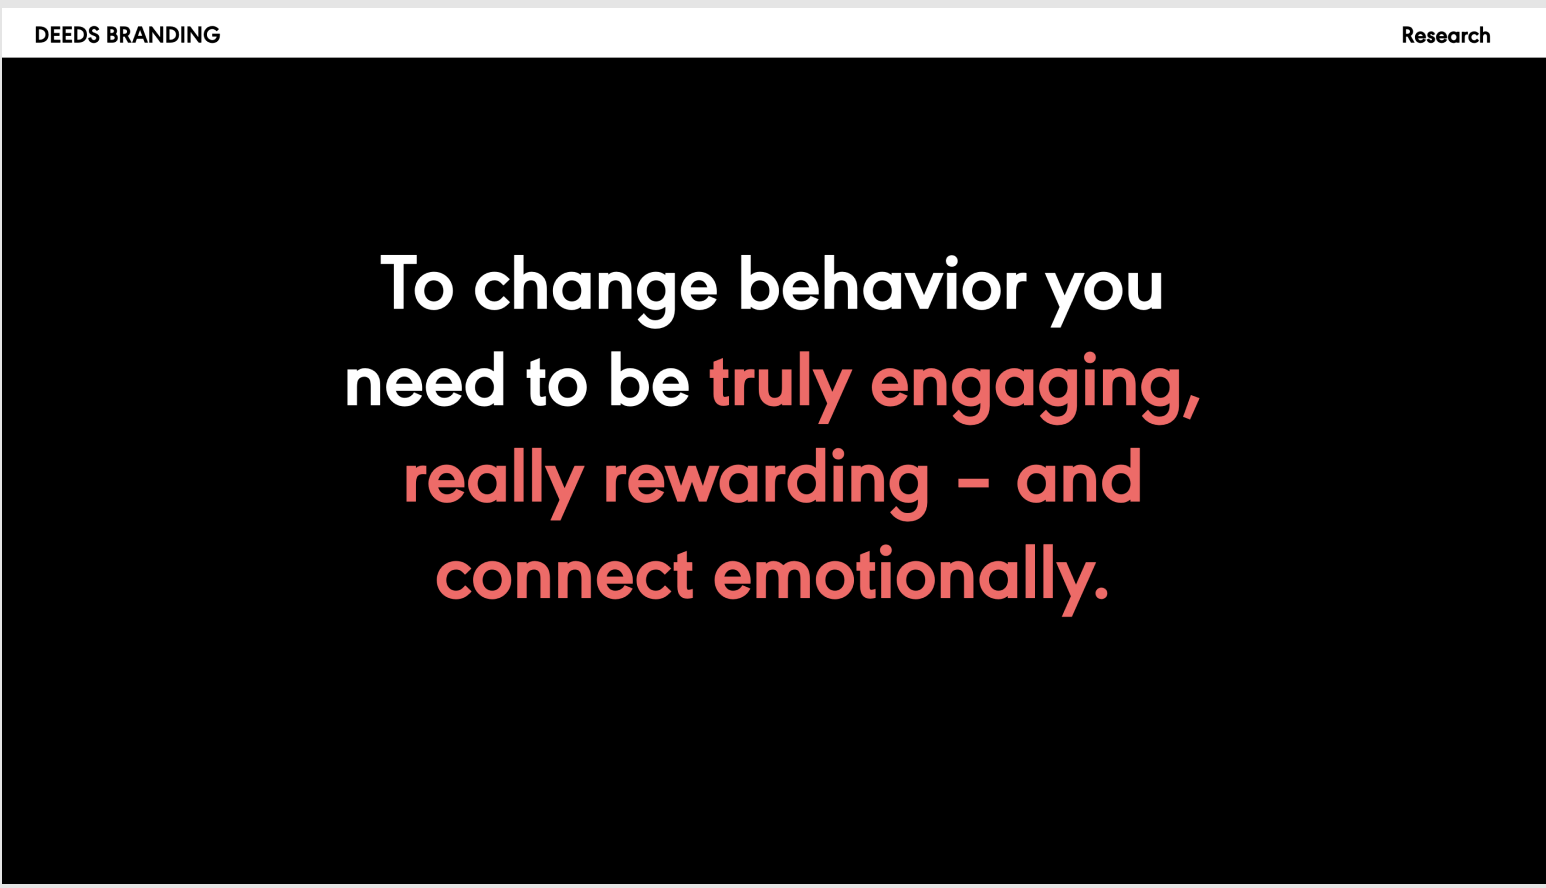 DEEDS BRANDING
Research
To change behavior you
need to be truly engaging,
really rewarding – and
connect emotionally.